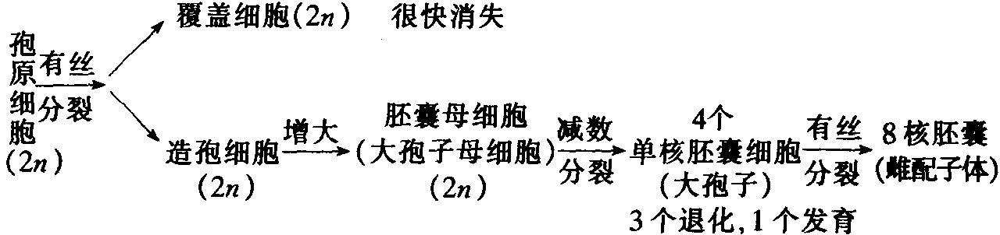 孢原细胞(2n)
有丝分裂
覆盖细胞(2n) 很快消失
造孢细胞(2n)
增大
胚囊母细胞
(大孢子母细胞)
(2n)
减数分裂
4个
单核胚囊细胞
(大孢子)
3个退化,1个发育
有丝分裂
8核胚囊
(雌配子体)